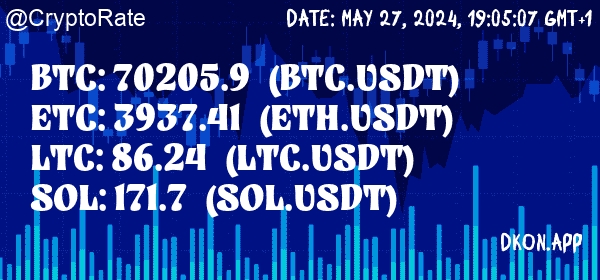 @CryptoRate
DATE: MAY 27, 2024, 19:05:07 GMT+1
BTC: 70205.9 (BTC.USDT)
ETC: 3937.41 (ETH.USDT)
LTC: 86.24 (LTC.USDT)
SOL: 171.7 (SOL.USDT)
DKON.APP